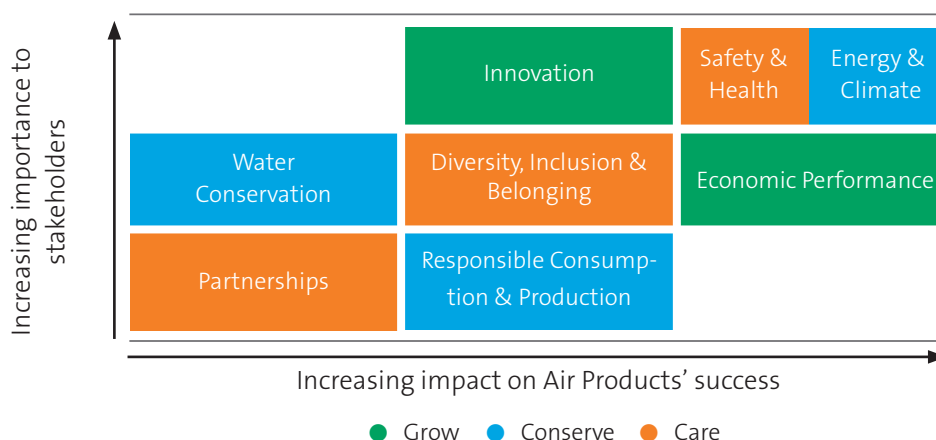 Increasing importance to
stakeholders
Innovation
Safety &
Health
Energy &
Climate
Water
Conservation
Diversity, Inclusion &
Belonging
Economic Performance
Partnerships
Responsible Consump-
tion & Production
Increasing impact on Air Products’ success
Grow
Conserve
Care